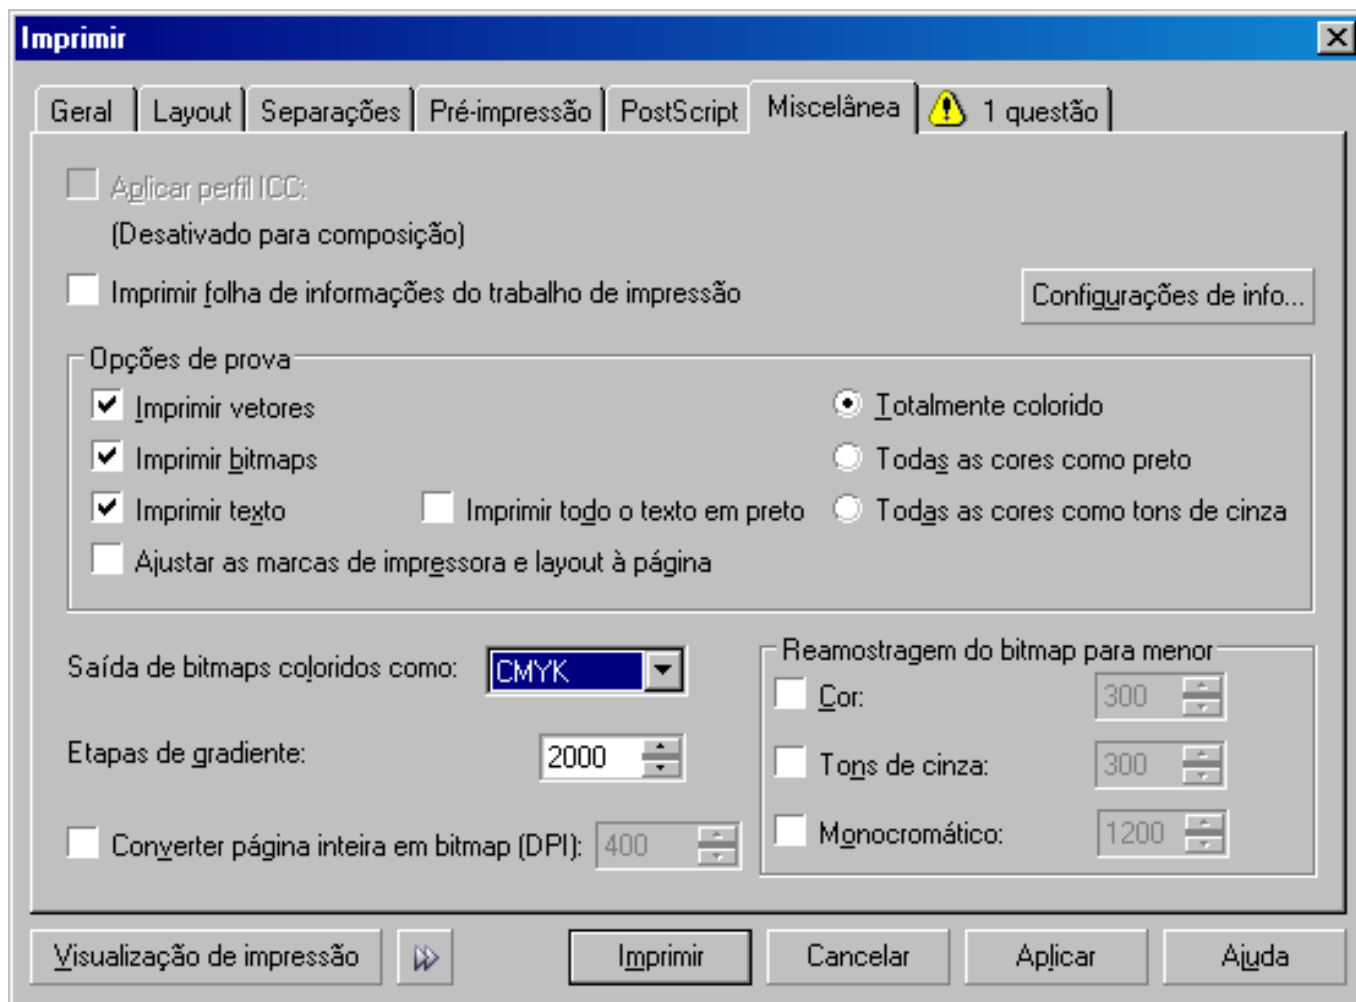 Imprimir
Geral Layout Separações Pré-impressão PostScript Miscelânea 1 questão
Aplicar perfil ICC:
(Desativado para composição)
Imprimir folha de informações do trabalho de impressão Configurações de info...
Opções de prova
Imprimir vetores Totalmente colorido
Imprimir bitmaps Todas as cores como preto
Imprimir texto Imprimir todo o texto em preto Todas as cores como tons de cinza
Ajustar as marcas de impressora e layout à página
Saída de bitmaps coloridos como: CMYK
Etapas de gradiente: 2000
Converter página inteira em bitmap (DPI): 400
Reamostragem do bitmap para menor
Cor: 300
Tons de cinza: 300
Monocromático: 1200
Visualização de impressão Imprimir Cancelar Aplicar Ajuda